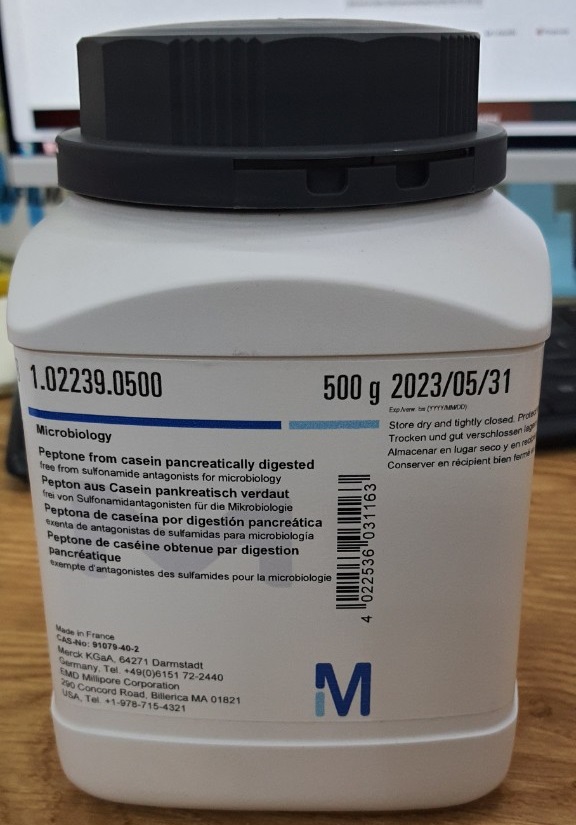 1.02239.0500
500 g 2023/05/31
Exp./verw. bis (YYYY/MM/DD)
Microbiology
Store dry and tightly closed.
Trocken und gut verschlossen
Almacenar en lugar seco y en
Conserver en récipient bien fermé
Peptone from casein pancreatically digested
free from sulfonamide antagonists for microbiology
Pepton aus Casein pankreatisch verdaut
frei von Sulfonamidantagonisten für die Mikrobiologie
Peptona de caseina por digestión pancreática
exenta de antagonistas de sulfamidas para microbiología
Peptone de caséine obtenue par digestion
pancréatique
exempte d'antagonistes des sulfamides pour la microbiologie
4 022536 031163
Made in France
CAS-No: 91079-40-2
Merck KGaA, 64271 Darmstadt
Germany, Tel. +49(0)6151 72-2440
EMD Millipore Corporation
290 Concord Road, Billerica MA 01821
USA, Tel. +1-978-715-4321
M